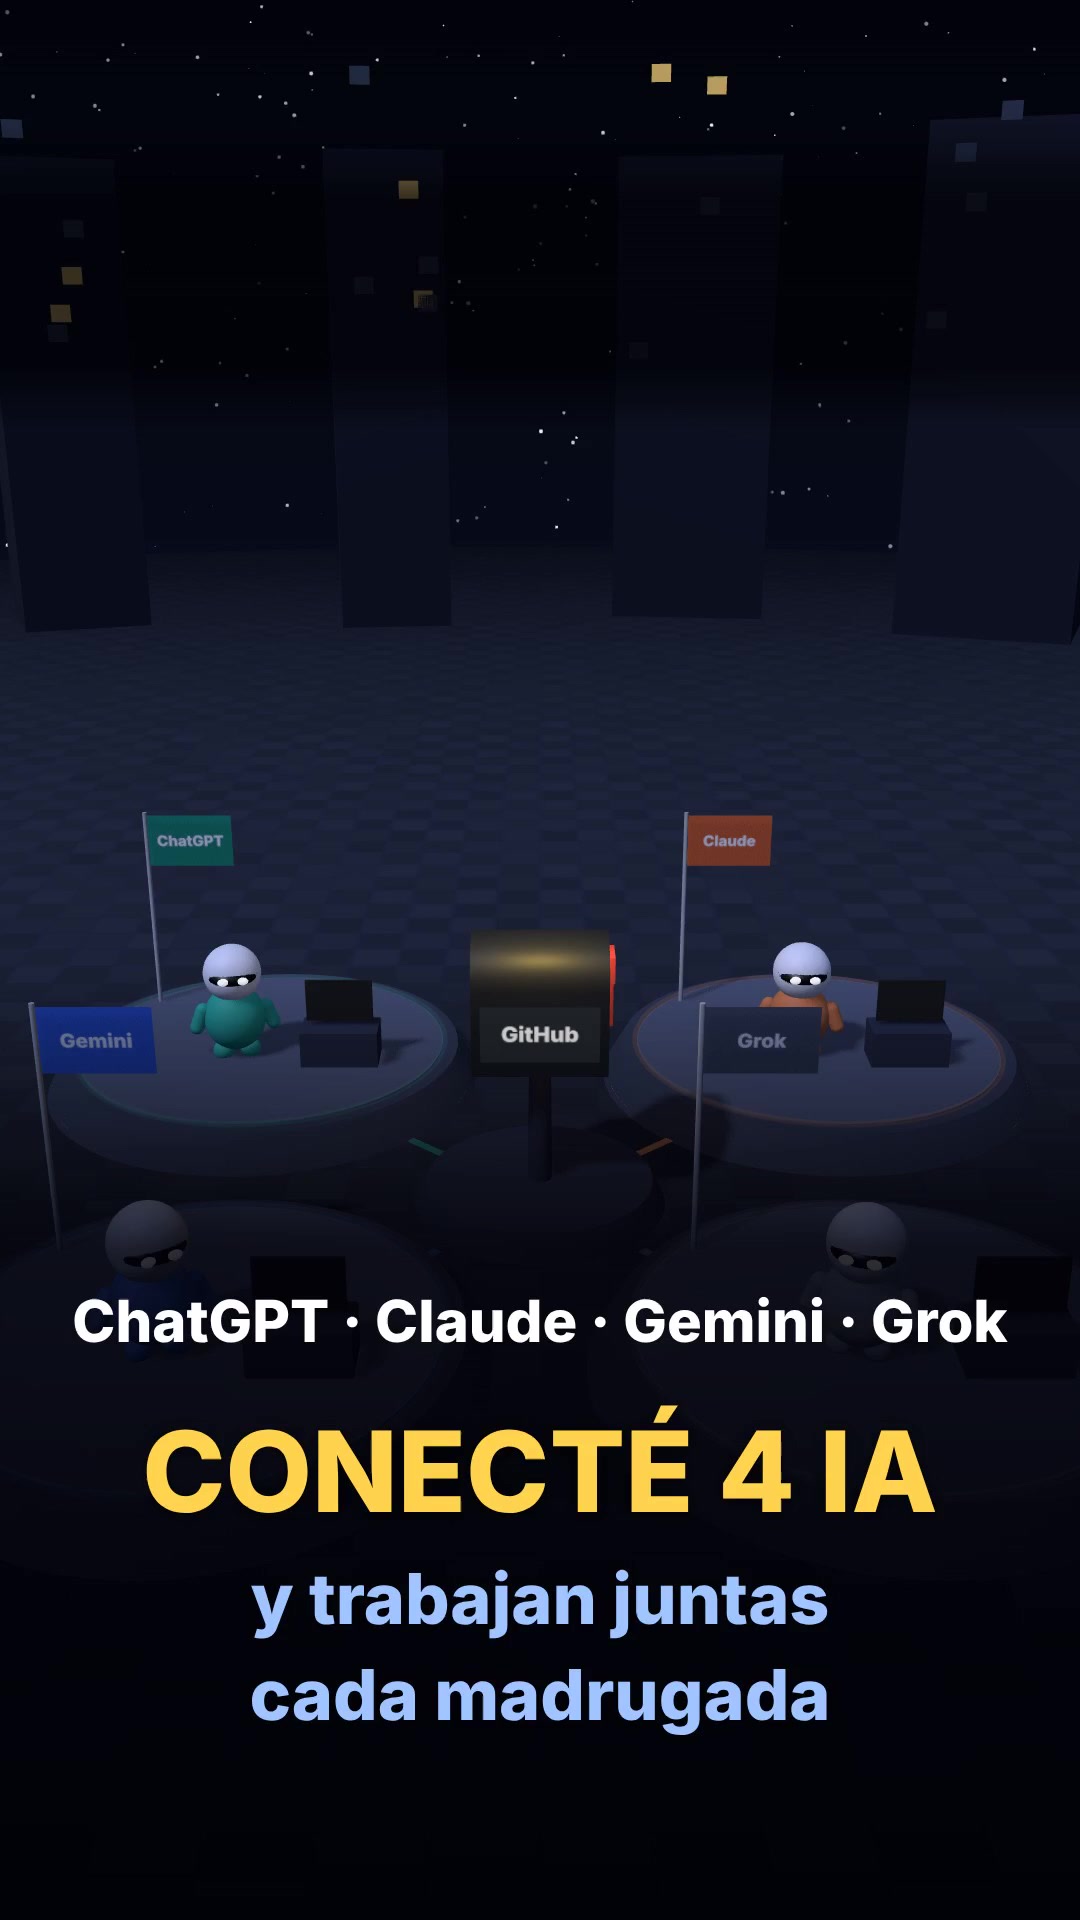 ChatGPT
Claude
GitHub
Gemini
Grok
ChatGPT · Claude · Gemini · Grok
CONECTÉ 4 IA
y trabajan juntas
cada madrugada